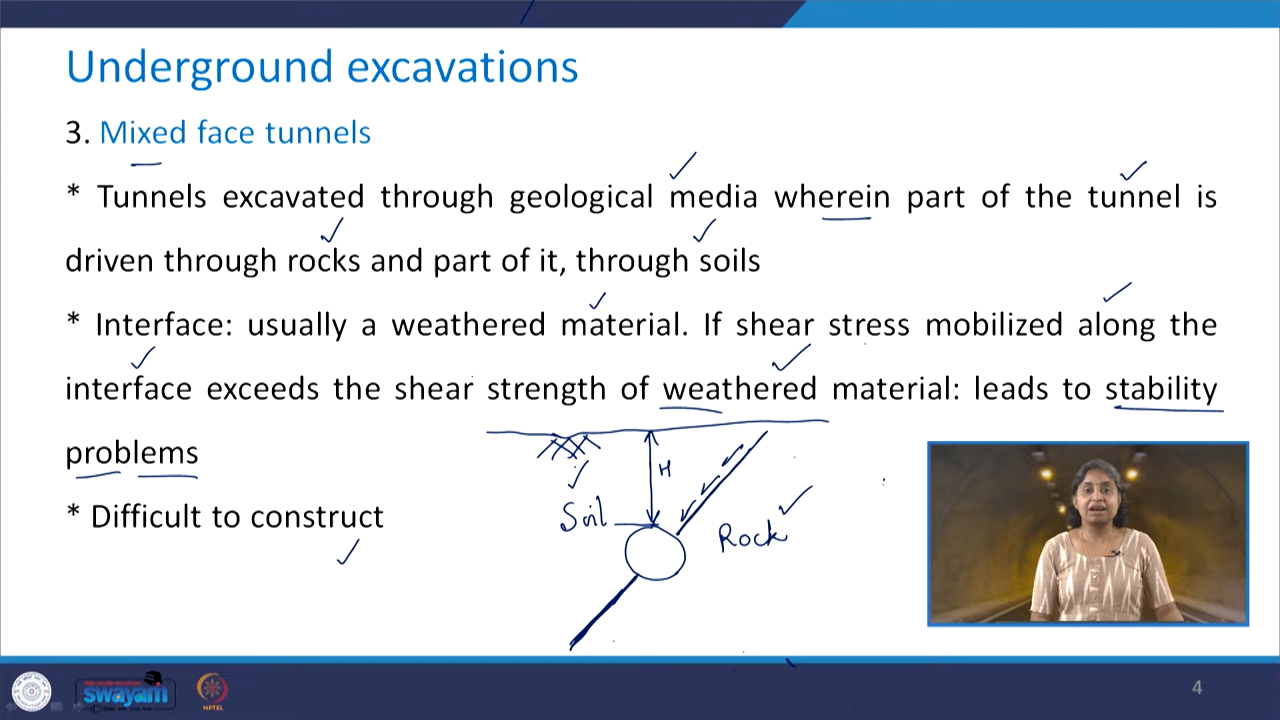 Underground excavations
3. Mixed face tunnels
* Tunnels excavated through geological media wherein part of the tunnel is
driven through rocks and part of it, through soils
* Interface: usually a weathered material. If shear stress mobilized along the
interface exceeds the shear strength of weathered material: leads to stability
problems
* Difficult to construct
H
Soil
Rock
swayam
NPTEL
4